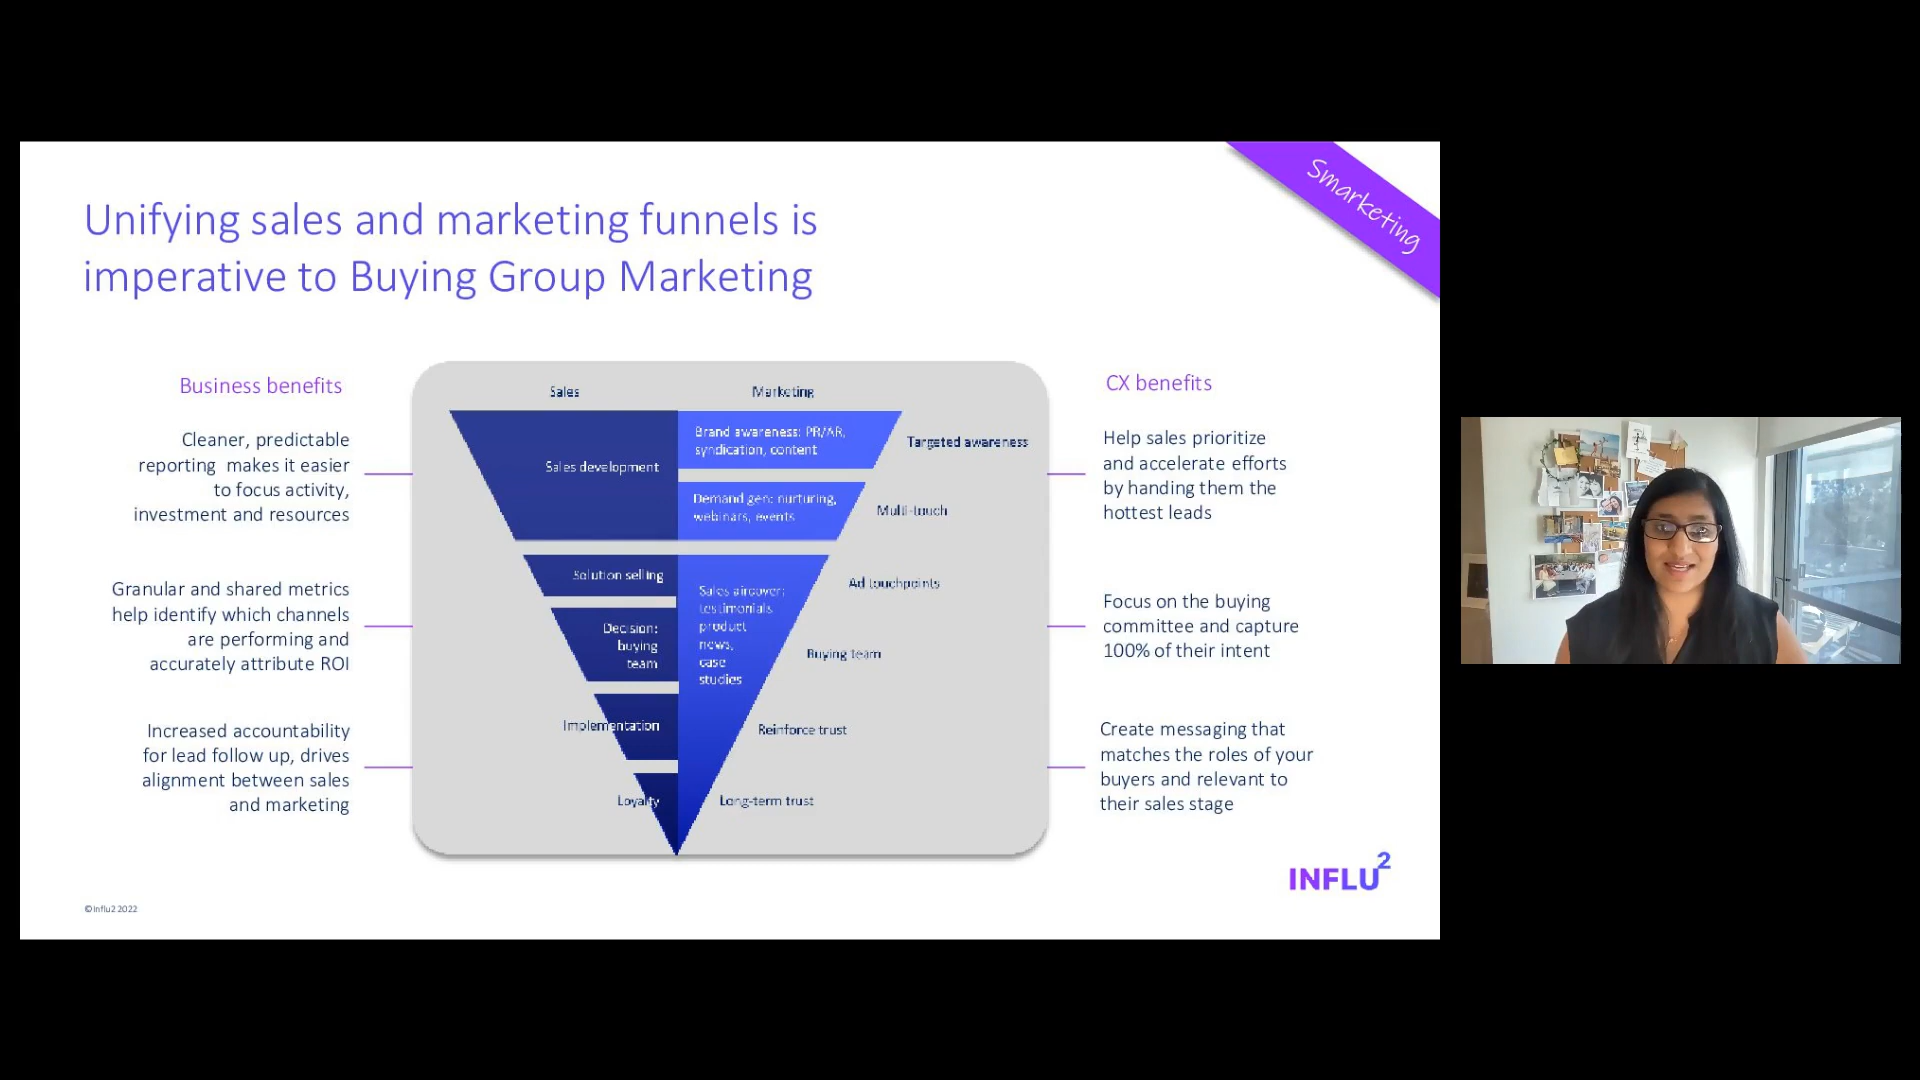 Smarketing
Unifying sales and marketing funnels is
imperative to Buying Group Marketing
Business benefits
Cleaner, predictable
reporting makes it easier
to focus activity,
investment and resources
Granular and shared metrics
help identify which channels
are performing and
accurately attribute ROI
Increased accountability
for lead follow up, drives
alignment between sales
and marketing
Sales
Marketing
Sales development
Brand awareness: PR/AR,
syndication, content
Targeted awareness
Demand gen: nurturing,
webinars, events
Multi-touch
Solution selling
Sales aircover:
testimonials
product
news,
case
studies
Ad touchpoints
Decision:
buying
team
Buying team
Implementation
Reinforce trust
Loyalty
Long-term trust
CX benefits
Help sales prioritize
and accelerate efforts
by handing them the
hottest leads
Focus on the buying
committee and capture
100% of their intent
Create messaging that
matches the roles of your
buyers and relevant to
their sales stage
INFLU2
©Influ2 2022